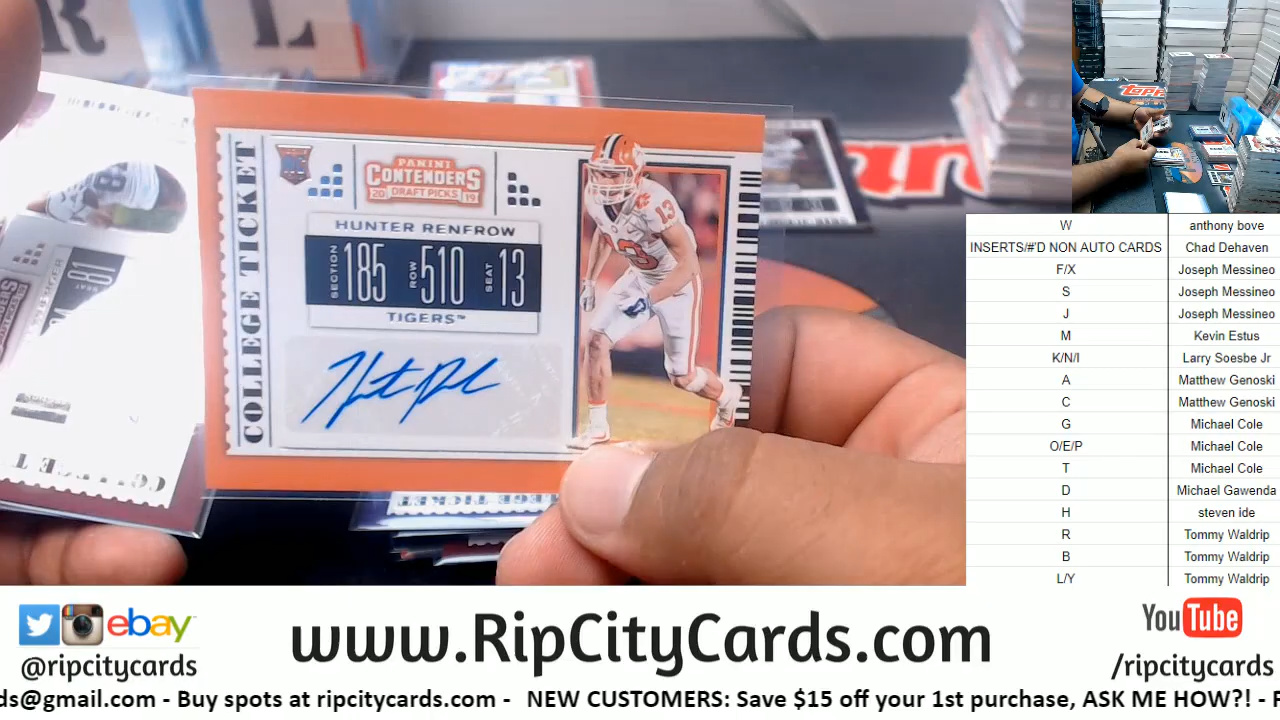 COLLEGE TICKET
RC
PANINI
CONTENDERS
20 DRAFT PICKS 19
HUNTER RENFROW
SECTION 185 ROW 510 SEAT 13
TIGERS™
13
Topps
W anthony bove
INSERTS/#'D NON AUTO CARDS Chad Dehaven
F/X Joseph Messineo
S Joseph Messineo
J Joseph Messineo
M Kevin Estus
K/N/I Larry Soesbe Jr
A Matthew Genoski
C Matthew Genoski
G Michael Cole
O/E/P Michael Cole
T Michael Cole
D Michael Gawenda
H steven ide
R Tommy Waldrip
B Tommy Waldrip
L/Y Tommy Waldrip
ebay
@ripcitycards
www.RipCityCards.com
YouTube
/ripcitycards
ds@gmail.com - Buy spots at ripcitycards.com - NEW CUSTOMERS: Save $15 off your 1st purchase, ASK ME HOW?! - F